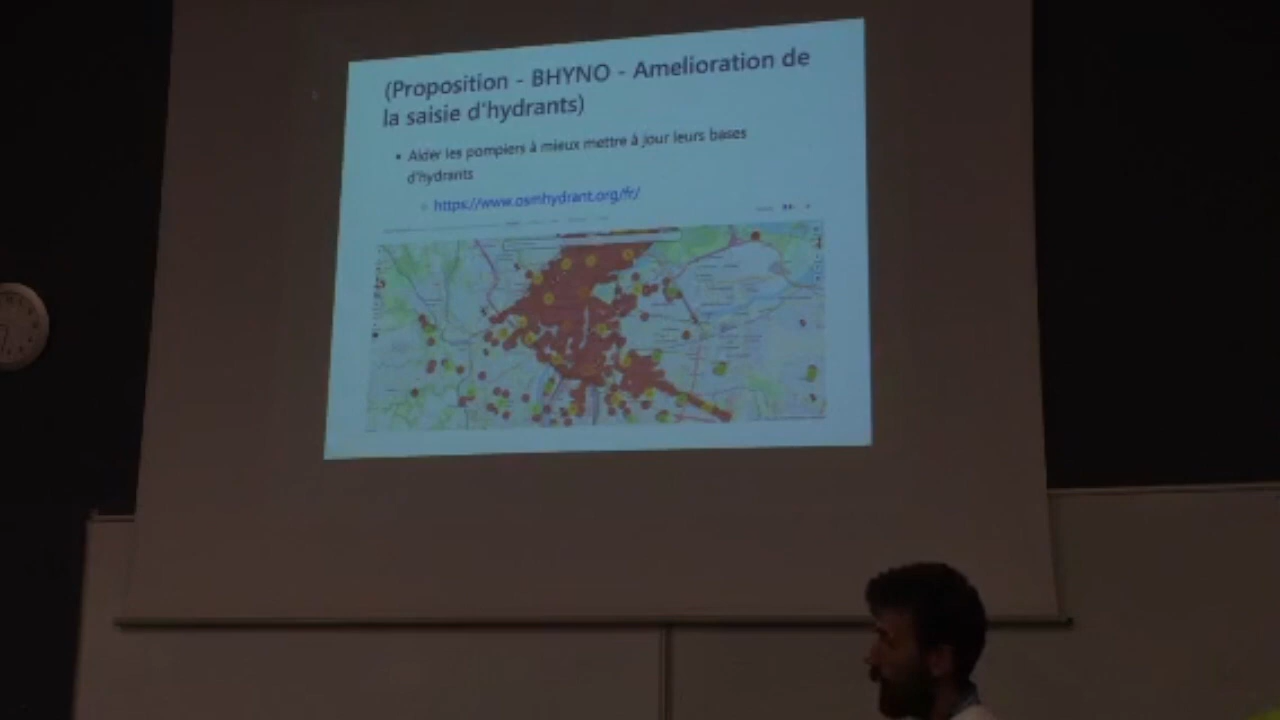 (Proposition - BHYNO - Amelioration de
la saisie d'hydrants)
• Aider les pompiers à mieux mettre à jour leurs bases
d'hydrants
https://www.osmhydrant.org/fr/